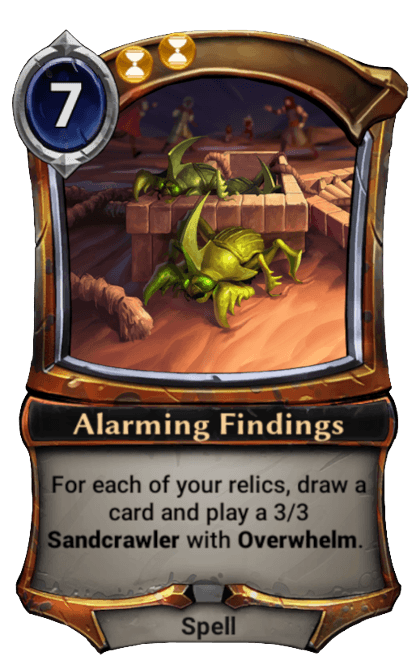 7
Alarming Findings
For each of your relics, draw a
card and play a 3/3
Sandcrawler with Overwhelm.
Spell